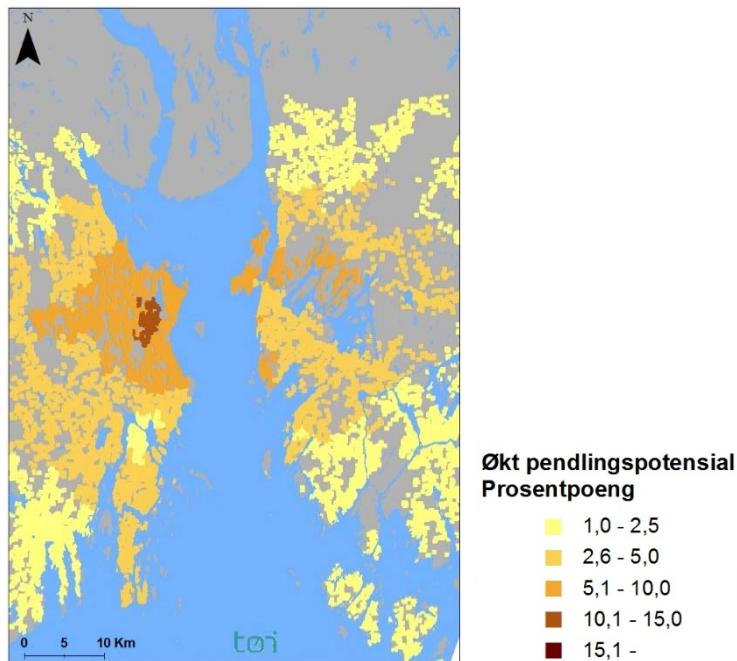 N
0 5 10 Km
tøi
Økt pendlingspotensial
Prosentpoeng
1,0 - 2,5
2,6 - 5,0
5,1 - 10,0
10,1 - 15,0
15,1 -